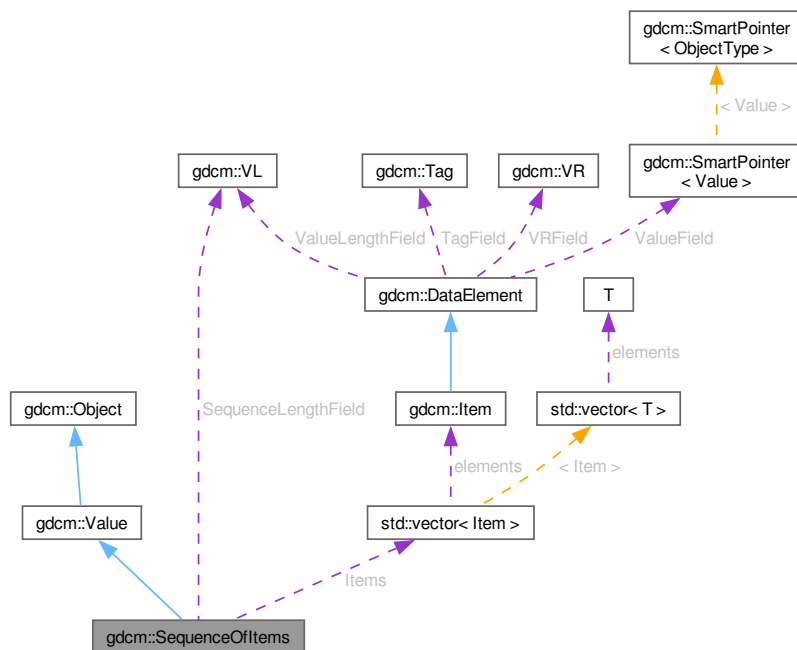 gdcm::SmartPointer
< ObjectType >
< Value >
gdcm::VL
gdcm::Tag
gdcm::VR
gdcm::SmartPointer
< Value >
ValueLengthField
TagField
VRField
ValueField
gdcm::DataElement
T
elements
gdcm::Object
SequenceLengthField
gdcm::Item
std::vector< T >
elements
< Item >
gdcm::Value
std::vector< Item >
Items
gdcm::SequenceOfItems